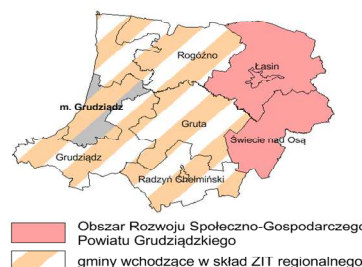 Rogóźno
Łasin
m. Grudziądz
Gruta
Świecie nad Osą
Grudziądz
Radzyń Chełmiński
Obszar Rozwoju Społeczno-Gospodarczego
Powiatu Grudziądzkiego
gminy wchodzące w skład ZIT regionalnego